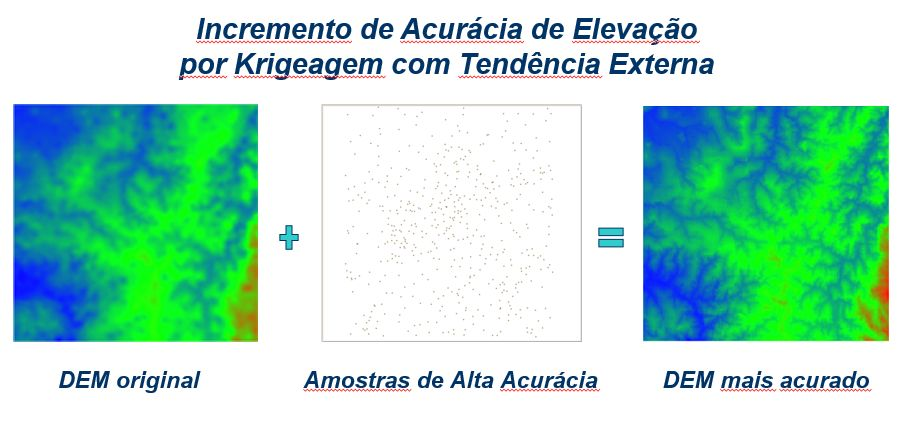 Incremento de Acurácia de Elevação
por Krigeagem com Tendência Externa
DEM original
Amostras de Alta Acurácia
DEM mais acurado